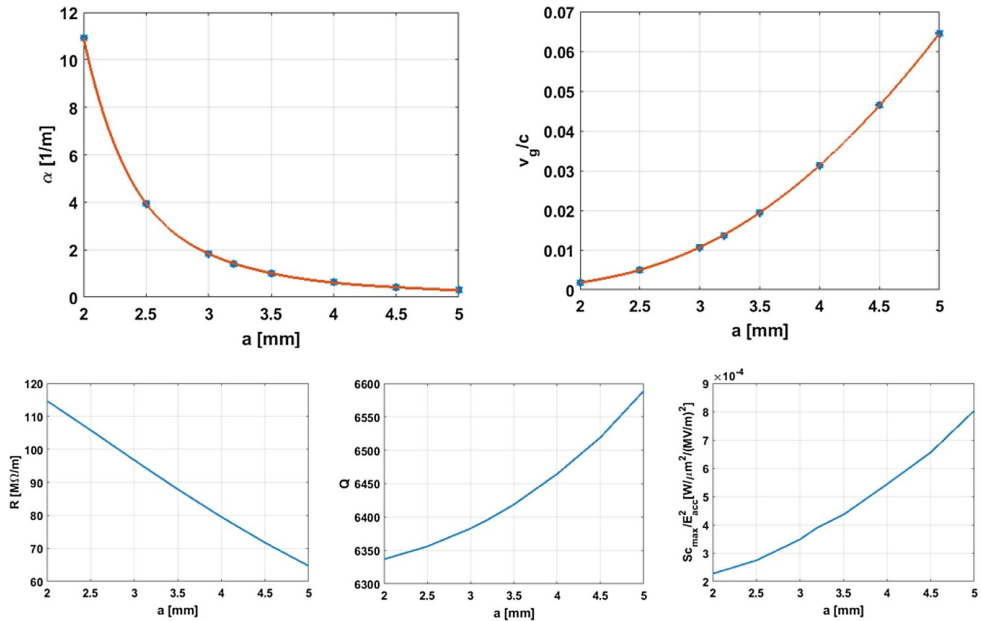 12
10
8
6
4
2
0
α [1/m]
2 2.5 3 3.5 4 4.5 5
a [mm]
0.07
0.06
0.05
0.04
0.03
0.02
0.01
0
v_g/c
2 2.5 3 3.5 4 4.5 5
a [mm]
120
110
100
90
80
70
60
R [MΩ/m]
2 2.5 3 3.5 4 4.5 5
a [mm]
6600
6550
6500
6450
6400
6350
6300
Q
2 2.5 3 3.5 4 4.5 5
a [mm]
×10⁻⁴
9
8
7
6
5
4
3
2
Sc_max/E²_acc[W/μm²/(MV/m)²]
2 2.5 3 3.5 4 4.5 5
a [mm]